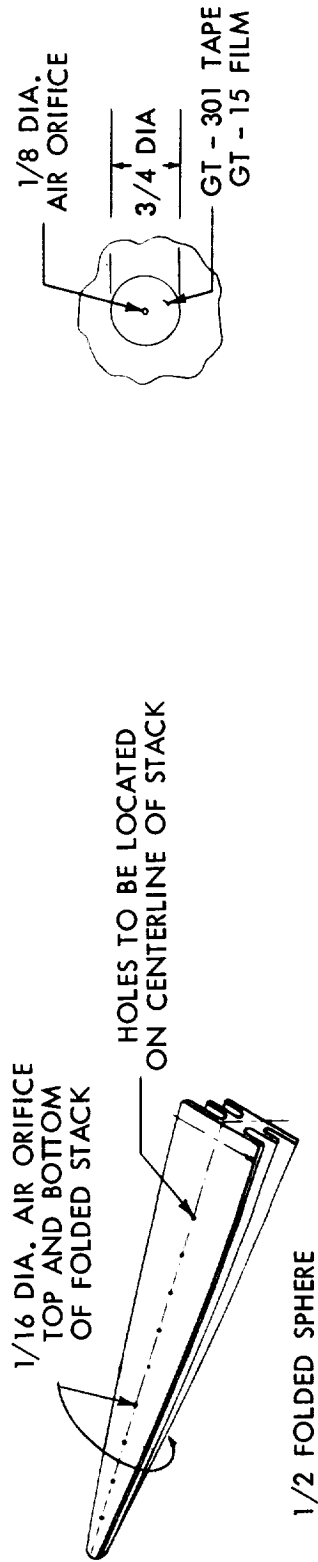 1/16 DIA. AIR ORIFICE
TOP AND BOTTOM
OF FOLDED STACK
HOLES TO BE LOCATED
ON CENTERLINE OF STACK
1/2 FOLDED SPHERE
1/8 DIA.
AIR ORIFICE
3/4 DIA
GT - 301 TAPE
GT - 15 FILM